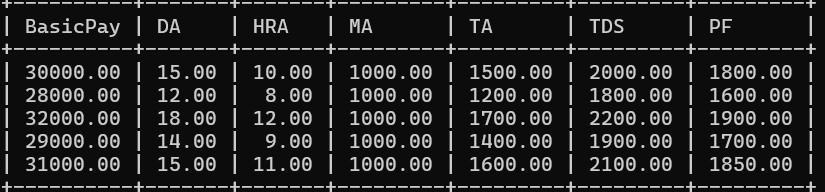 +----------+-------+-------+---------+---------+---------+---------+
| BasicPay | DA    | HRA   | MA      | TA      | TDS     | PF      |
+----------+-------+-------+---------+---------+---------+---------+
| 30000.00 | 15.00 | 10.00 | 1000.00 | 1500.00 | 2000.00 | 1800.00 |
| 28000.00 | 12.00 |  8.00 | 1000.00 | 1200.00 | 1800.00 | 1600.00 |
| 32000.00 | 18.00 | 12.00 | 1000.00 | 1700.00 | 2200.00 | 1900.00 |
| 29000.00 | 14.00 |  9.00 | 1000.00 | 1400.00 | 1900.00 | 1700.00 |
| 31000.00 | 15.00 | 11.00 | 1000.00 | 1600.00 | 2100.00 | 1850.00 |
+----------+-------+-------+---------+---------+---------+---------+